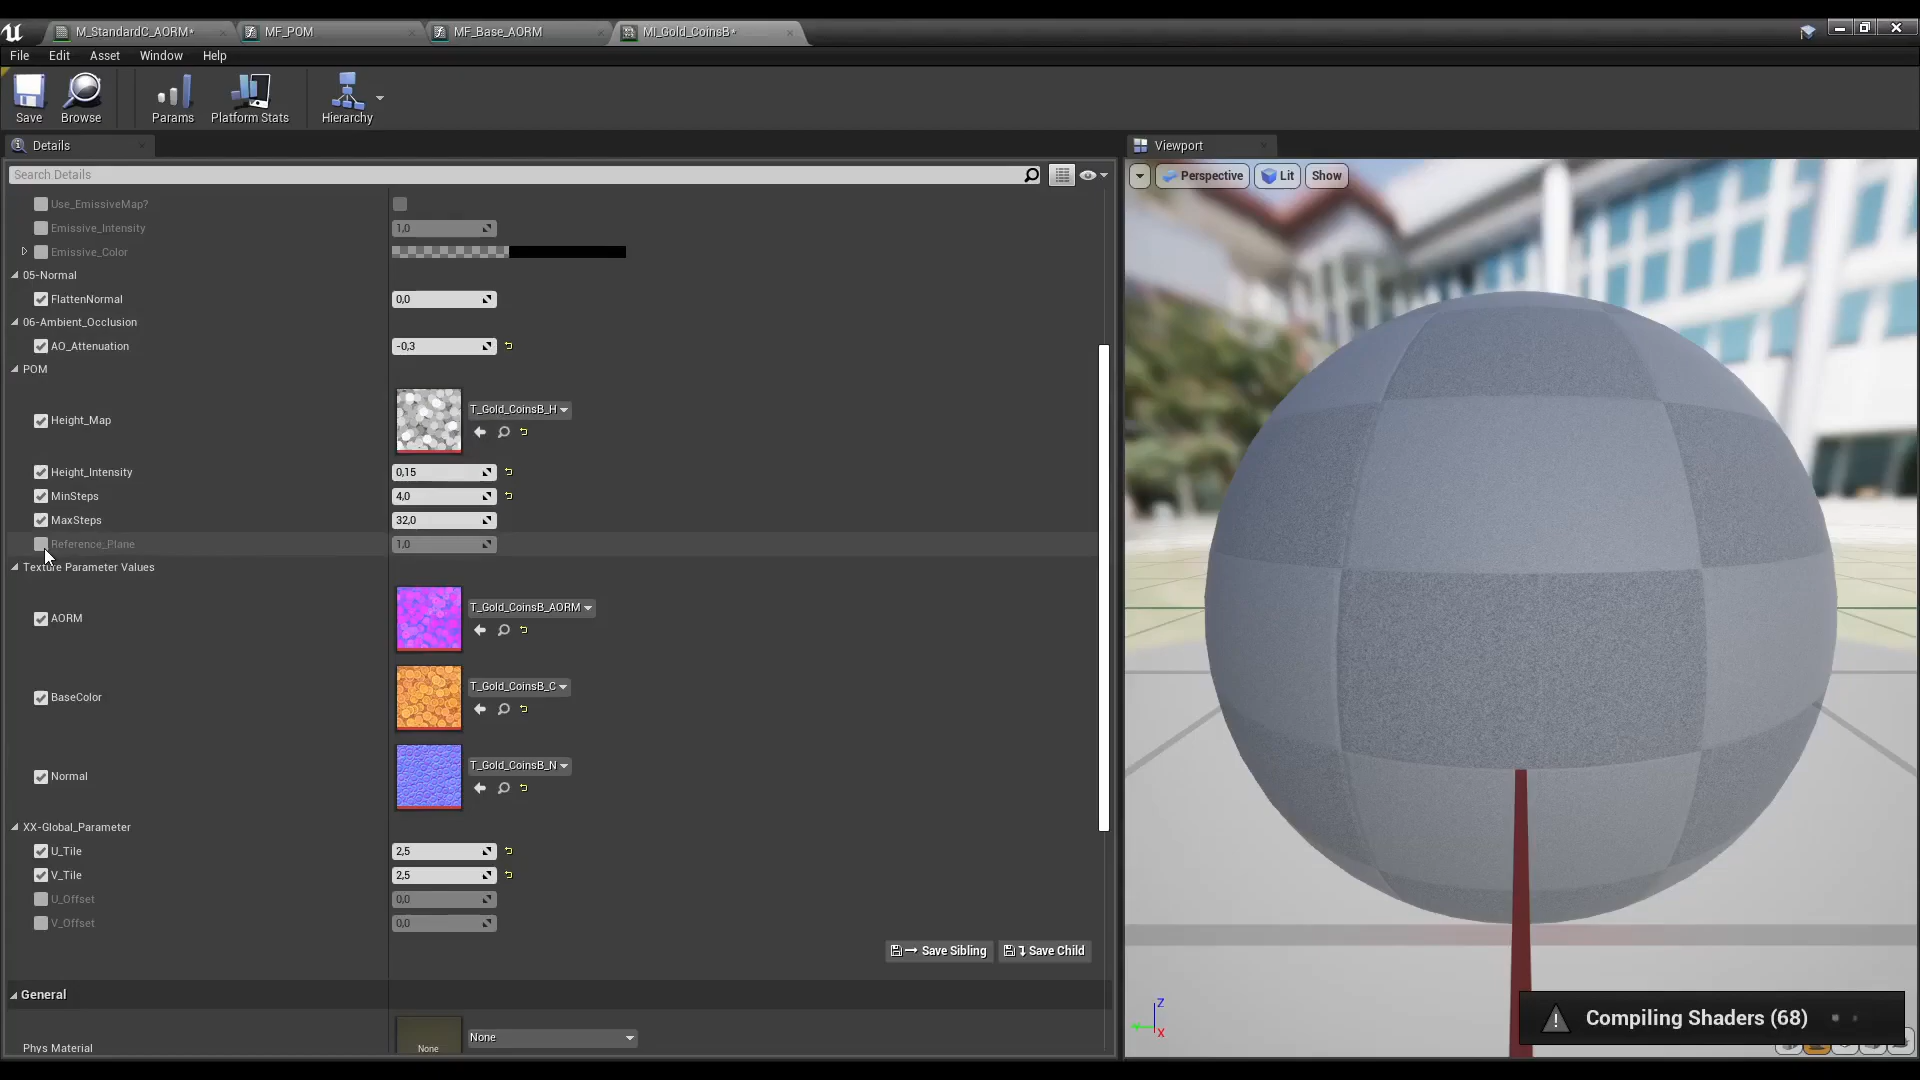 M_StandardC_AORM*
MF_POM
MF_Base_AORM
MI_Gold_CoinsB*
File
Edit
Asset
Window
Help
Save
Browse
Params
Platform Stats
Hierarchy
Details
Search Details
Use_EmissiveMap?
Emissive_Intensity 1,0
Emissive_Color
05-Normal
FlattenNormal 0,0
06-Ambient_Occlusion
AO_Attenuation -0,3
POM
Height_Map T_Gold_CoinsB_H
Height_Intensity 0,15
MinSteps 4,0
MaxSteps 32,0
Reference_Plane 1,0
Texture Parameter Values
AORM T_Gold_CoinsB_AORM
BaseColor T_Gold_CoinsB_C
Normal T_Gold_CoinsB_N
XX-Global_Parameter
U_Tile 2,5
V_Tile 2,5
U_Offset 0,0
V_Offset 0,0
Save Sibling
Save Child
General
Phys Material
None
None
Viewport
Perspective
Lit
Show
Z
Y
X
Compiling Shaders (68)